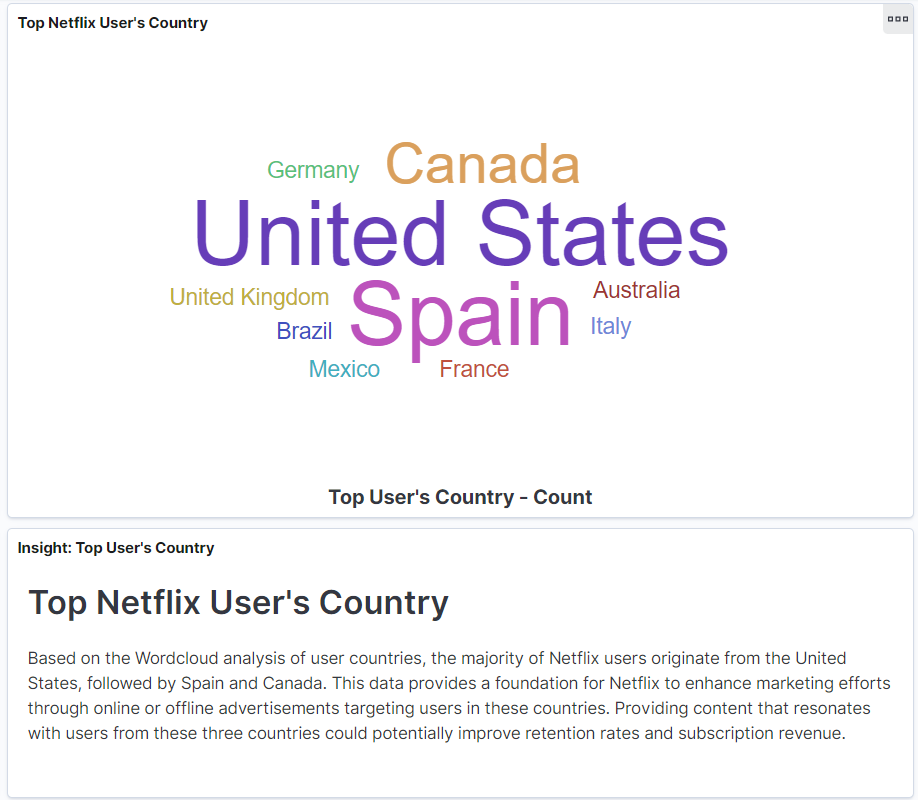 Top Netflix User's Country
Germany
Canada
United States
United Kingdom
Spain
Australia
Brazil
Italy
Mexico
France
Top User's Country - Count
Insight: Top User's Country
Top Netflix User's Country
Based on the Wordcloud analysis of user countries, the majority of Netflix users originate from the United
States, followed by Spain and Canada. This data provides a foundation for Netflix to enhance marketing efforts
through online or offline advertisements targeting users in these countries. Providing content that resonates
with users from these three countries could potentially improve retention rates and subscription revenue.